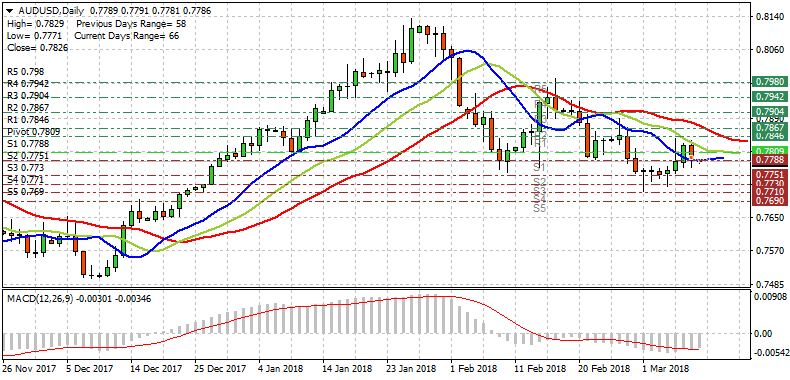 AUDUSD,Daily 0.7789 0.7791 0.7781 0.7786
High= 0.7829 Previous Days Range= 58
Low= 0.7771 Current Days Range= 66
Close= 0.7826
R5 0.798
R4 0.7942
R3 0.7904
R2 0.7867
R1 0.7846
Pivot 0.7809
S1 0.7788
S2 0.7751
S3 0.773
S4 0.771
S5 0.769
R1
S1
S2
S3
S4
S5
0.8140
0.8060
0.7980
0.7942
0.7904
0.7867
0.7846
0.7809
0.7788
0.7751
0.7730
0.7710
0.7690
0.7650
0.7570
0.7485
MACD(12,26,9) -0.00301 -0.00346
0.00908
0.00
-0.00542
26 Nov 2017 5 Dec 2017 14 Dec 2017 25 Dec 2017 4 Jan 2018 14 Jan 2018 23 Jan 2018 1 Feb 2018 11 Feb 2018 20 Feb 2018 1 Mar 2018